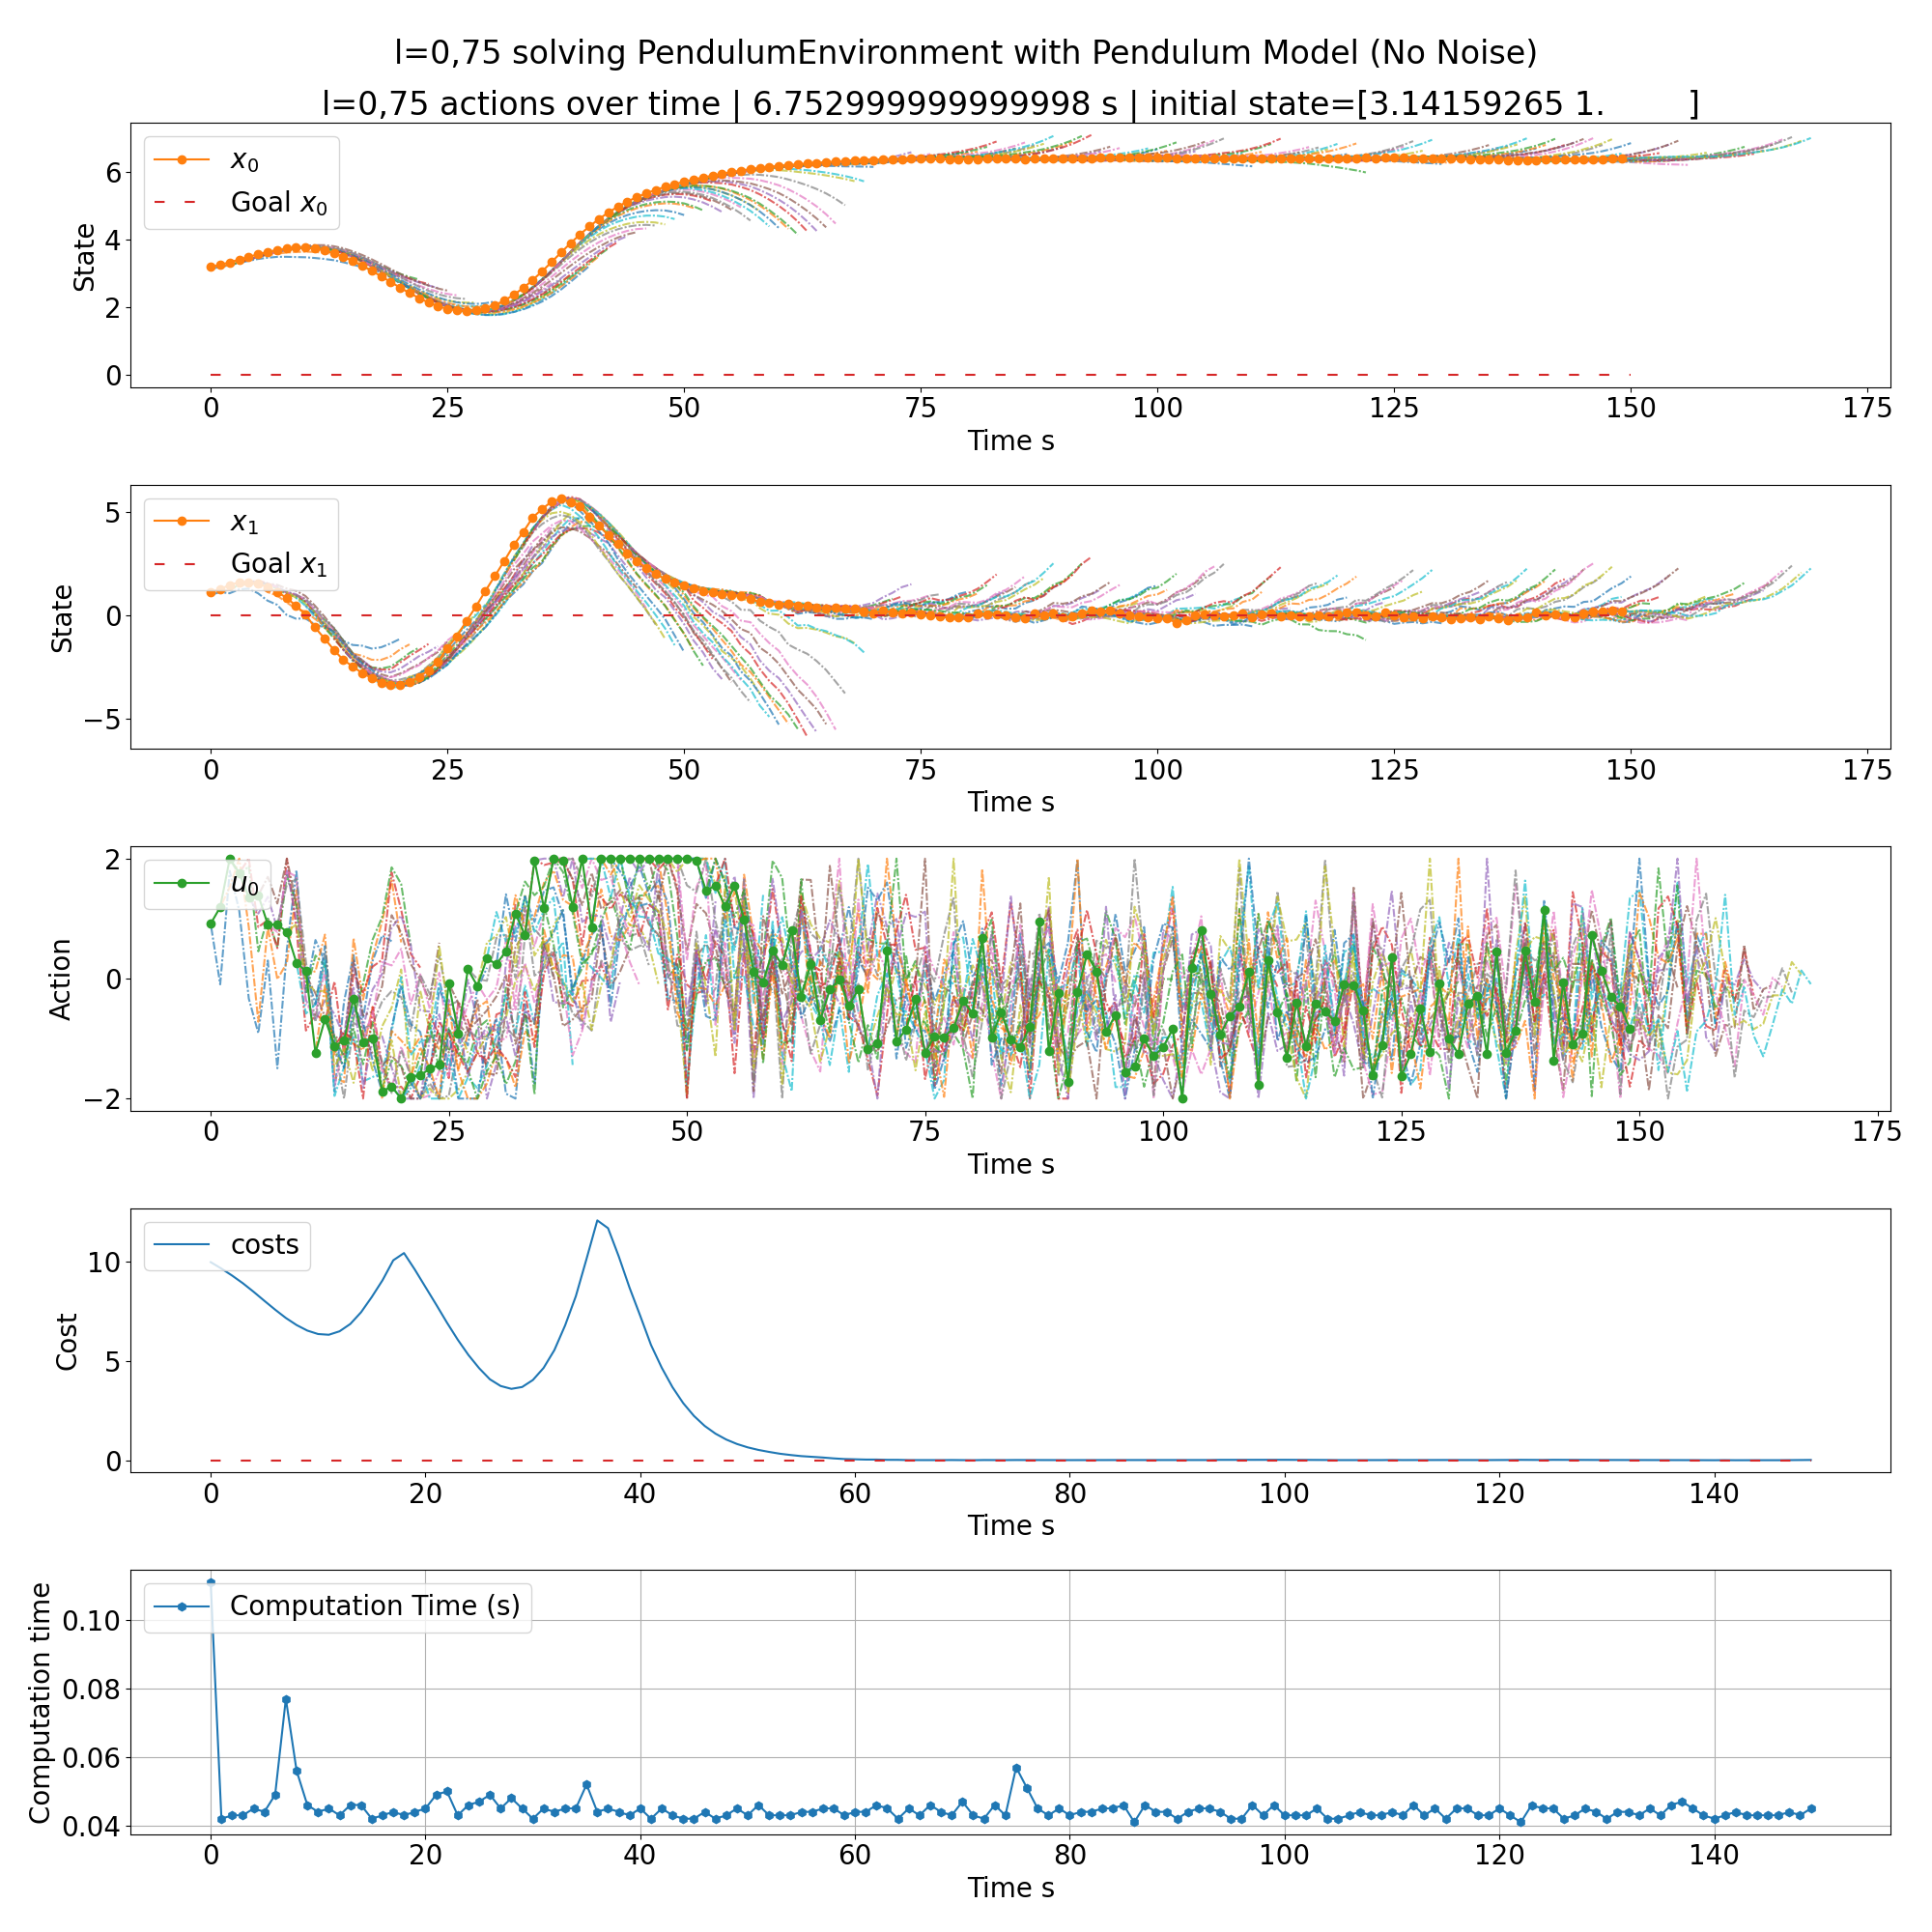 l=0,75 solving PendulumEnvironment with Pendulum Model (No Noise)
l=0,75 actions over time | 6.752999999999998 s | initial state=[3.14159265 1.        ]
x_0
Goal x_0
State
6
4
2
0
0 25 50 75 100 125 150 175
Time s
x_1
Goal x_1
State
5
0
−5
0 25 50 75 100 125 150 175
Time s
u_0
Action
2
0
−2
0 25 50 75 100 125 150 175
Time s
costs
Cost
10
5
0
0 20 40 60 80 100 120 140
Time s
Computation Time (s)
Computation time
0.10
0.08
0.06
0.04
0 20 40 60 80 100 120 140
Time s